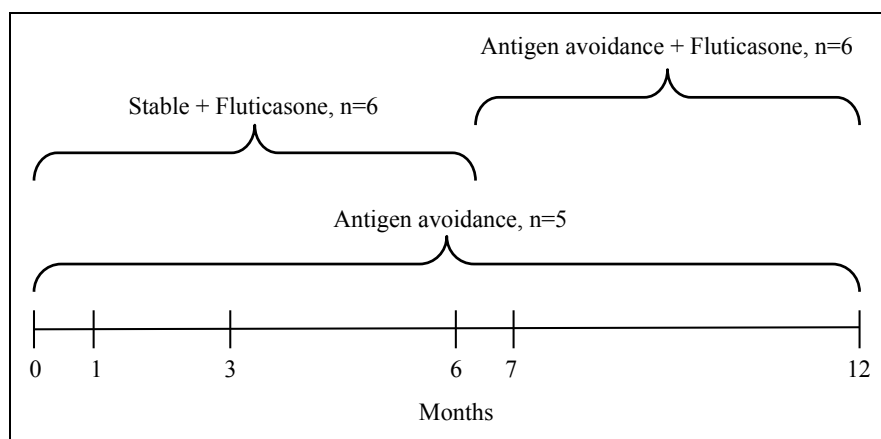 Antigen avoidance + Fluticasone, n=6
Stable + Fluticasone, n=6
Antigen avoidance, n=5
0 1 3 6 7 12
Months